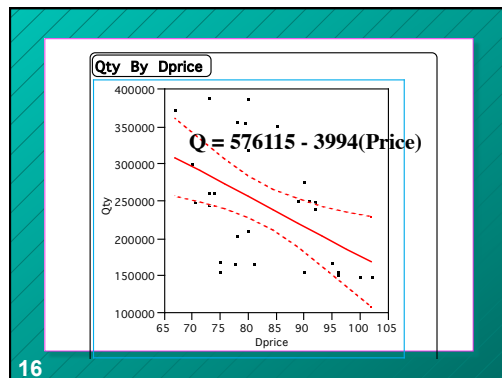 Qty By Dprice
400000
350000
300000
250000
200000
150000
100000
Qty
Q = 576115 - 3994(Price)
65 70 75 80 85 90 95 100 105
Dprice
16